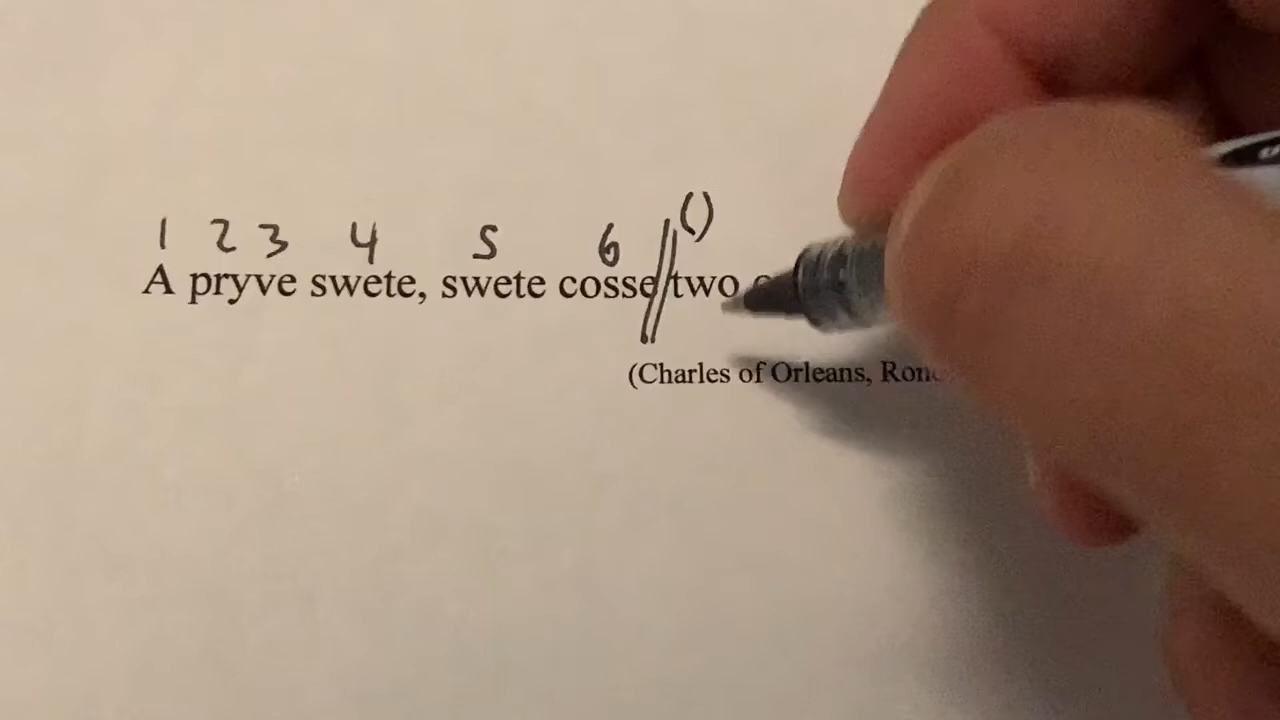 1 2 3 4 5 6 // ()
A pryve swete, swete cosse two
(Charles of Orleans,